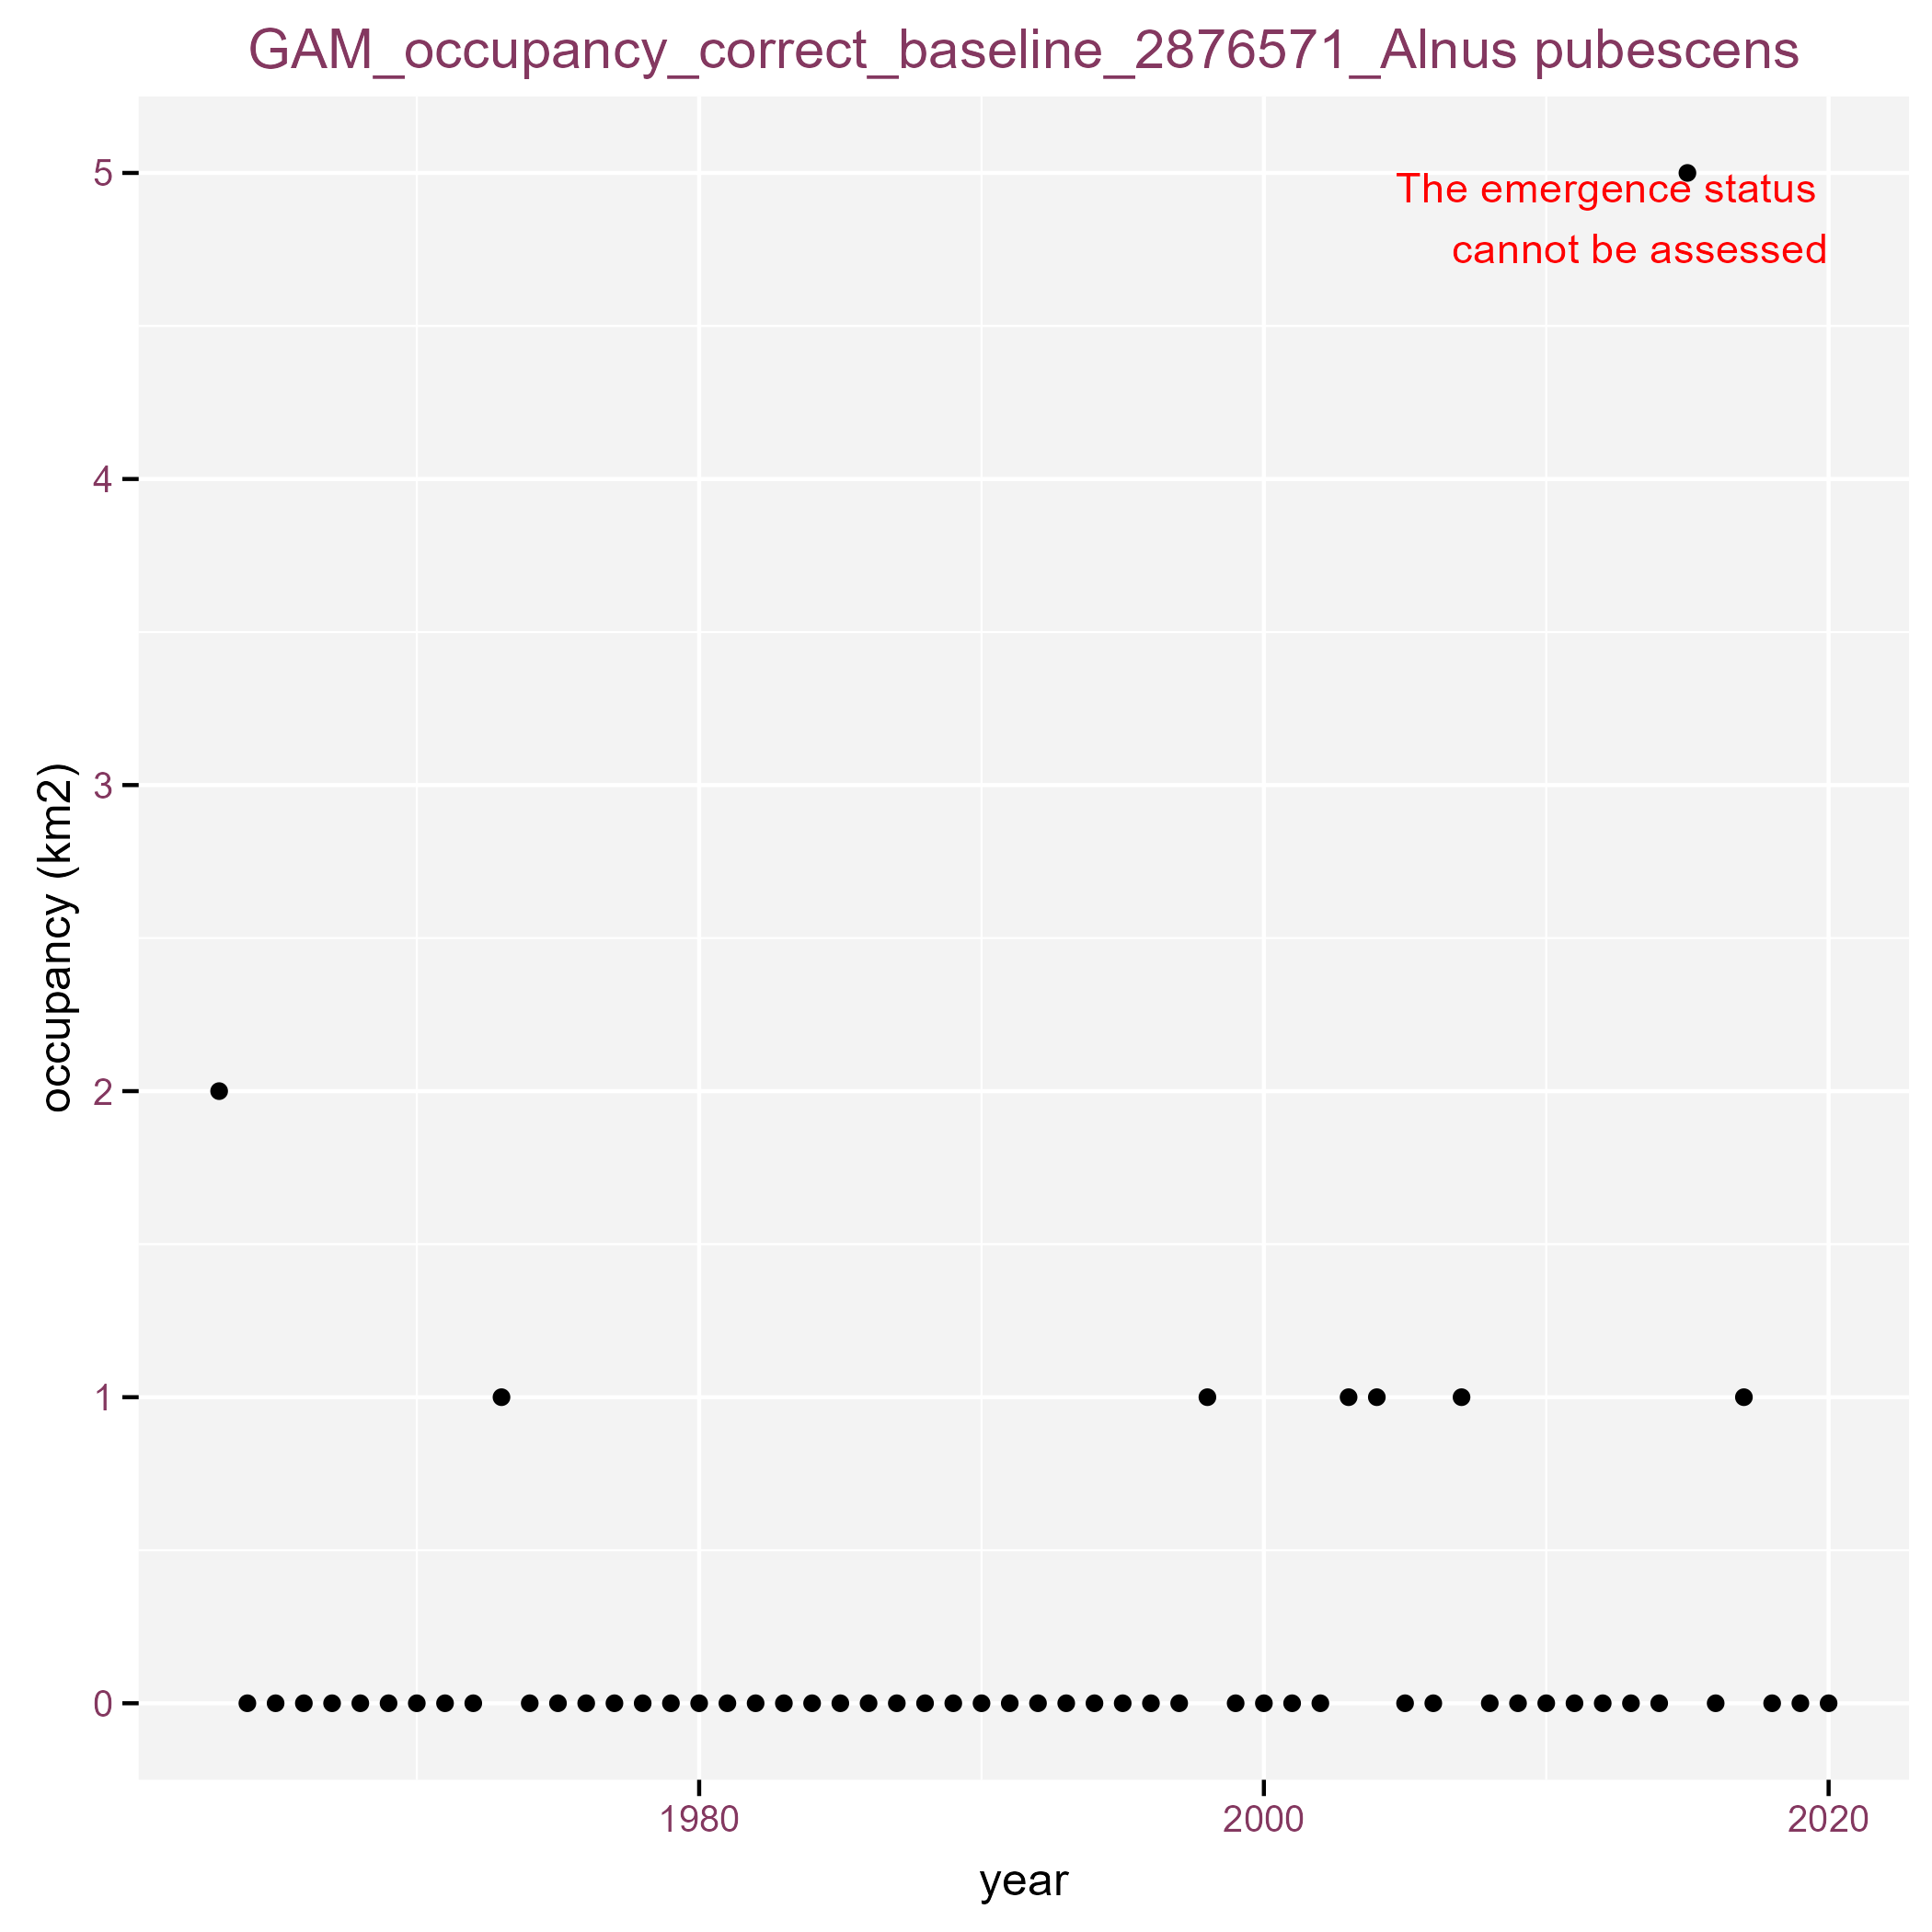 GAM_occupancy_correct_baseline_2876571_Alnus pubescens
The emergence status
cannot be assessed
occupancy (km2)
5
4
3
2
1
0
1980 2000 2020
year